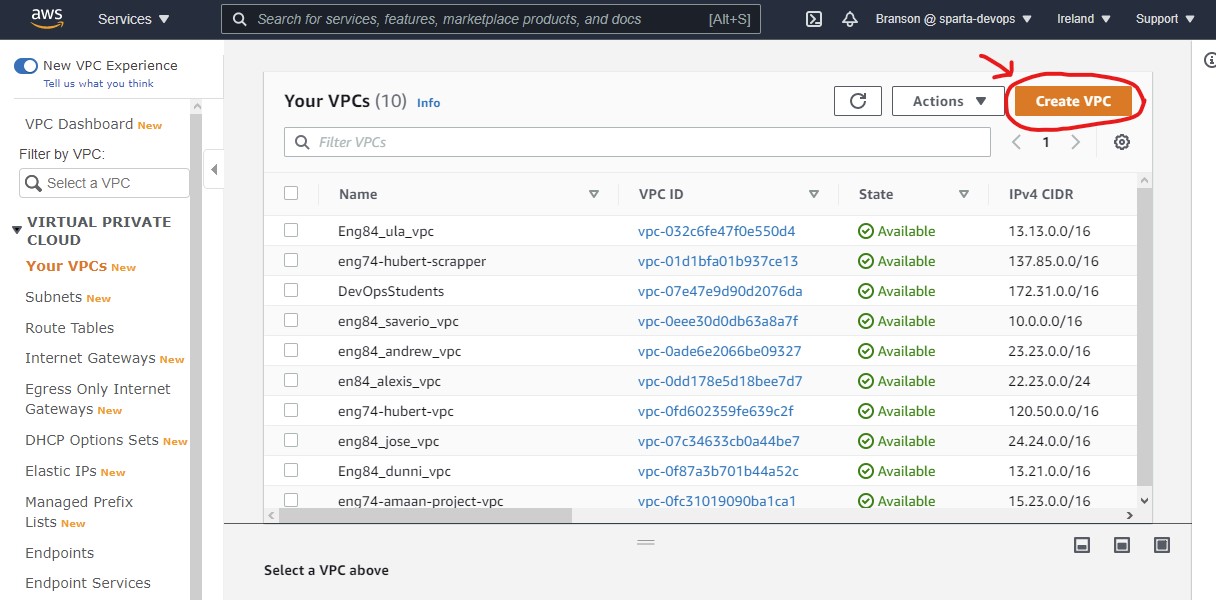 aws
Services
Search for services, features, marketplace products, and docs [Alt+S]
Branson @ sparta-devops
Ireland
Support
New VPC Experience
Tell us what you think
VPC Dashboard New
Filter by VPC:
Select a VPC
VIRTUAL PRIVATE
CLOUD
Your VPCs New
Subnets New
Route Tables
Internet Gateways New
Egress Only Internet
Gateways New
DHCP Options Sets New
Elastic IPs New
Managed Prefix
Lists New
Endpoints
Endpoint Services
Your VPCs (10) Info
Actions
Create VPC
Filter VPCs
1
Name VPC ID State IPv4 CIDR
Eng84_ula_vpc vpc-032c6fe47f0e550d4 Available 13.13.0.0/16
eng74-hubert-scrapper vpc-01d1bfa01b937ce13 Available 137.85.0.0/16
DevOpsStudents vpc-07e47e9d90d2076da Available 172.31.0.0/16
eng84_saverio_vpc vpc-0eee30d0db63a8a7f Available 10.0.0.0/16
eng84_andrew_vpc vpc-0ade6e2066be09327 Available 23.23.0.0/16
en84_alexis_vpc vpc-0dd178e5d18bee7d7 Available 22.23.0.0/24
eng74-hubert-vpc vpc-0fd602359fe639c2f Available 120.50.0.0/16
eng84_jose_vpc vpc-07c34633cb0a44be7 Available 24.24.0.0/16
Eng84_dunni_vpc vpc-0f87a3b701b44a52c Available 13.21.0.0/16
eng74-amaan-project-vpc vpc-0fc31019090ba1ca1 Available 15.23.0.0/16
Select a VPC above